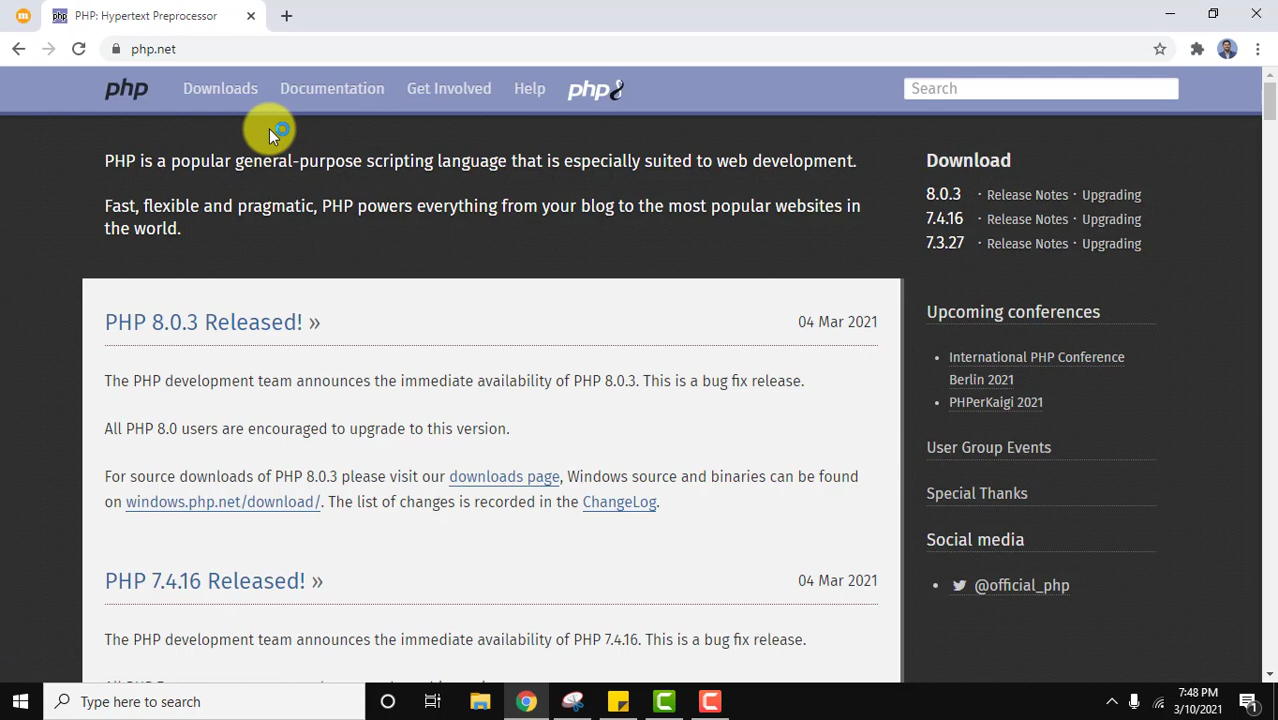 PHP: Hypertext Preprocessor
php.net
php Downloads Documentation Get Involved Help php8 Search
PHP is a popular general-purpose scripting language that is especially suited to web development.
Fast, flexible and pragmatic, PHP powers everything from your blog to the most popular websites in
the world.
Download
8.0.3 · Release Notes · Upgrading
7.4.16 · Release Notes · Upgrading
7.3.27 · Release Notes · Upgrading
PHP 8.0.3 Released! » 04 Mar 2021
The PHP development team announces the immediate availability of PHP 8.0.3. This is a bug fix release.
All PHP 8.0 users are encouraged to upgrade to this version.
For source downloads of PHP 8.0.3 please visit our downloads page, Windows source and binaries can be found
on windows.php.net/download/. The list of changes is recorded in the ChangeLog.
PHP 7.4.16 Released! » 04 Mar 2021
The PHP development team announces the immediate availability of PHP 7.4.16. This is a bug fix release.
Upcoming conferences
• International PHP Conference
Berlin 2021
• PHPerKaigi 2021
User Group Events
Special Thanks
Social media
• @official_php
Type here to search
7:48 PM
3/10/2021
1